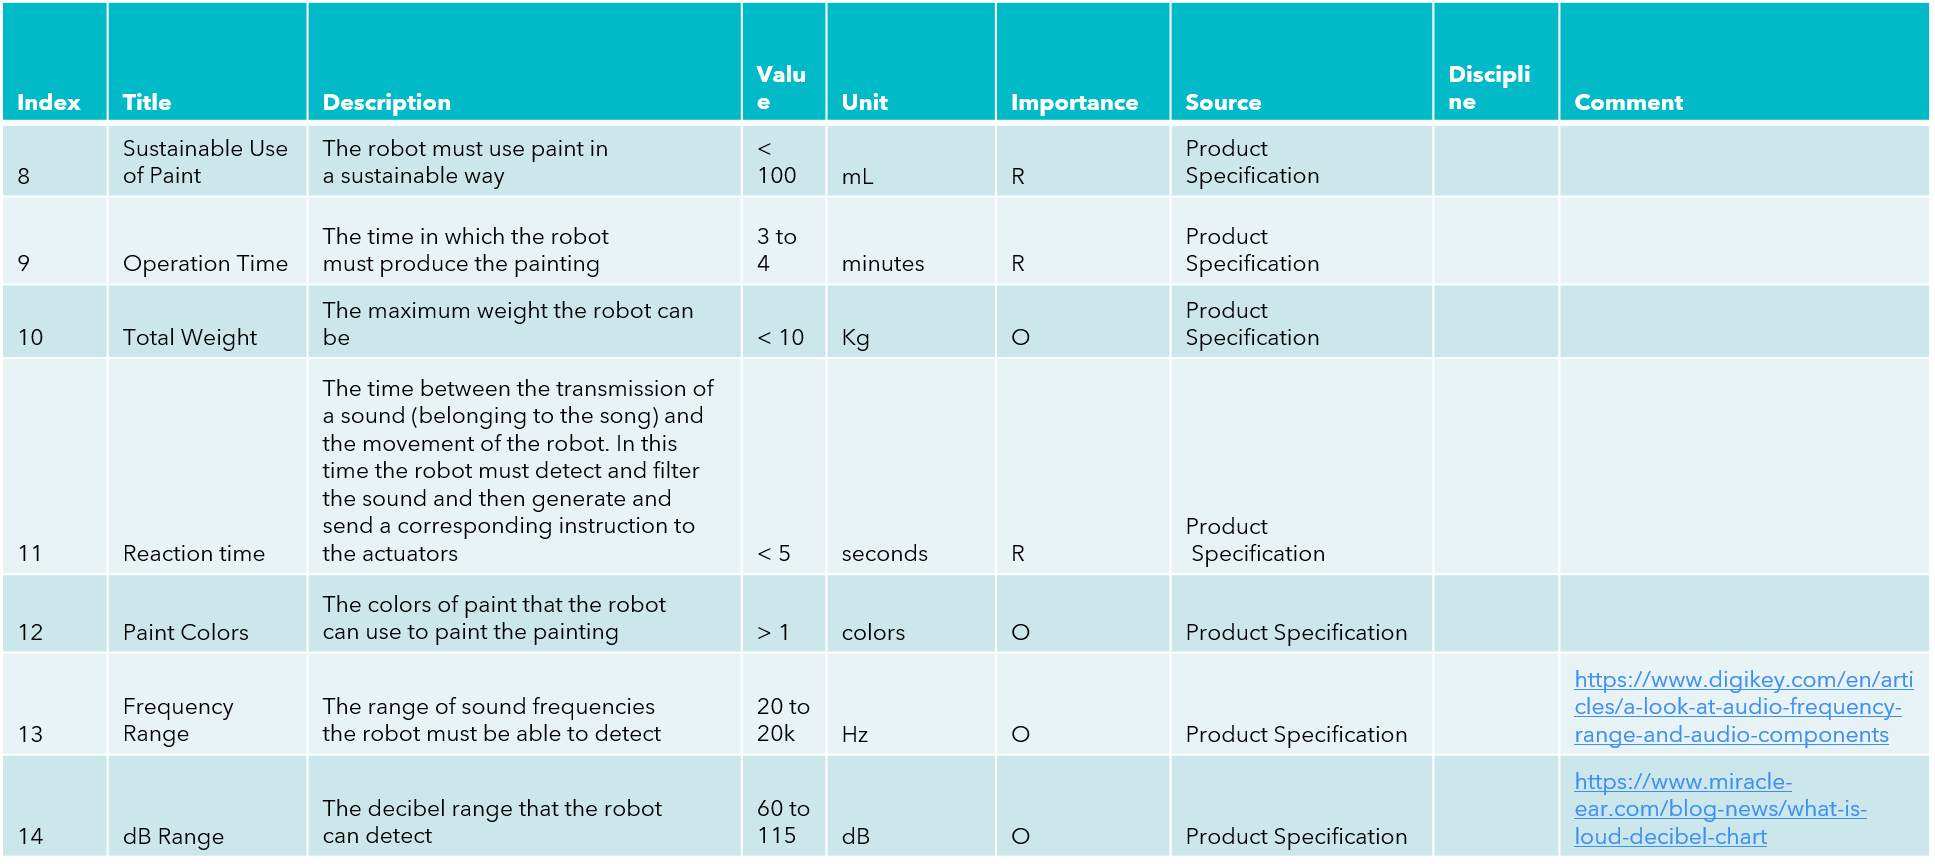 Index Title Description Valu
e Unit Importance Source Discipli
ne Comment
8 Sustainable Use
of Paint The robot must use paint in
a sustainable way <
100 mL R Product
Specification
9 Operation Time The time in which the robot
must produce the painting 3 to
4 minutes R Product
Specification
10 Total Weight The maximum weight the robot can
be < 10 Kg O Product
Specification
11 Reaction time The time between the transmission of
a sound (belonging to the song) and
the movement of the robot. In this
time the robot must detect and filter
the sound and then generate and
send a corresponding instruction to
the actuators < 5 seconds R Product
Specification
12 Paint Colors The colors of paint that the robot
can use to paint the painting > 1 colors O Product Specification
13 Frequency
Range The range of sound frequencies
the robot must be able to detect 20 to
20k Hz O Product Specification https://www.digikey.com/en/arti
cles/a-look-at-audio-frequency-
range-and-audio-components
14 dB Range The decibel range that the robot
can detect 60 to
115 dB O Product Specification https://www.miracle-
ear.com/blog-news/what-is-
loud-decibel-chart